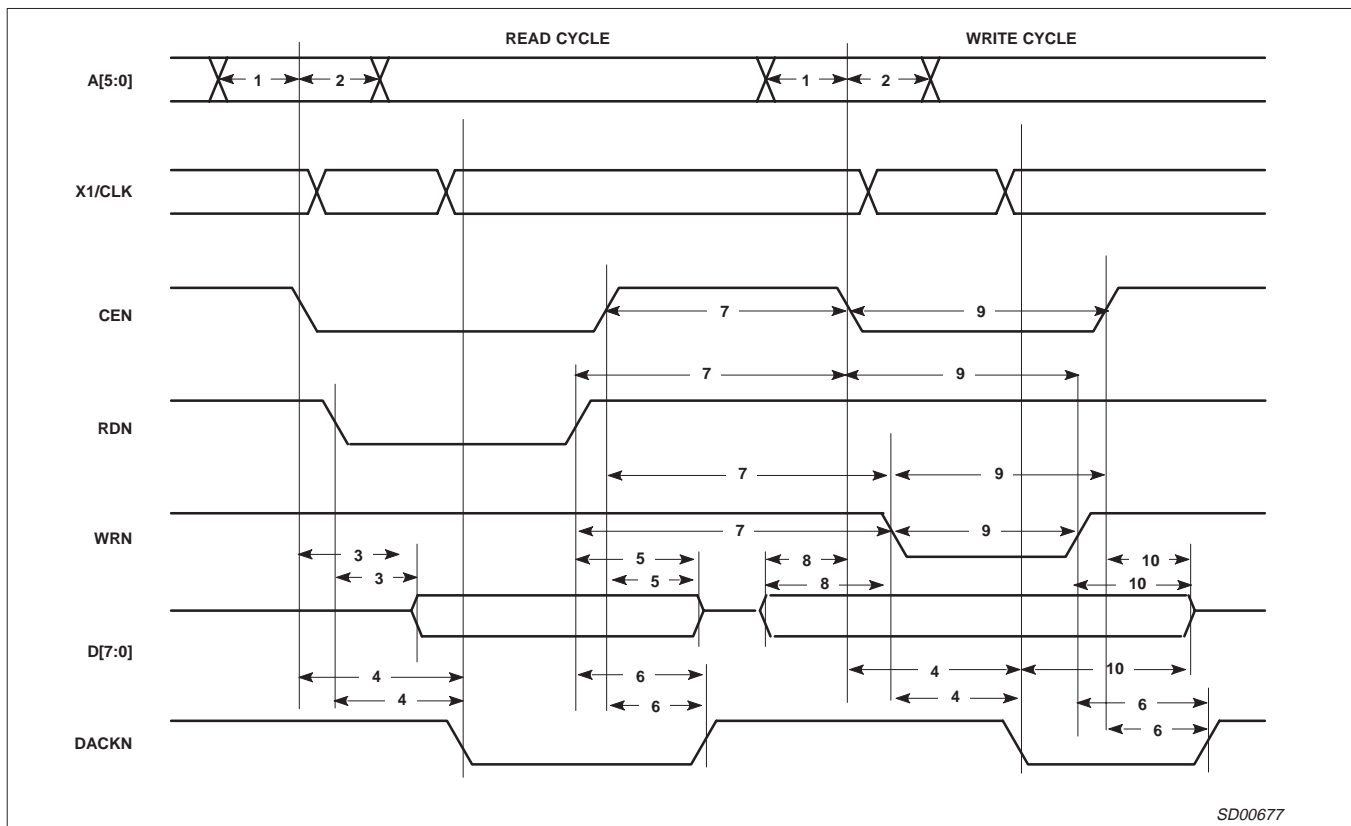 READ CYCLE WRITE CYCLE
A[5:0] 1 2 1 2
X1/CLK
CEN 7 9
7 9
RDN
7 9
WRN 7 9
3 5 8 10
3 5 8 10
D[7:0]
4 6 4 10
4 6 4 6
DACKN 6
SD00677